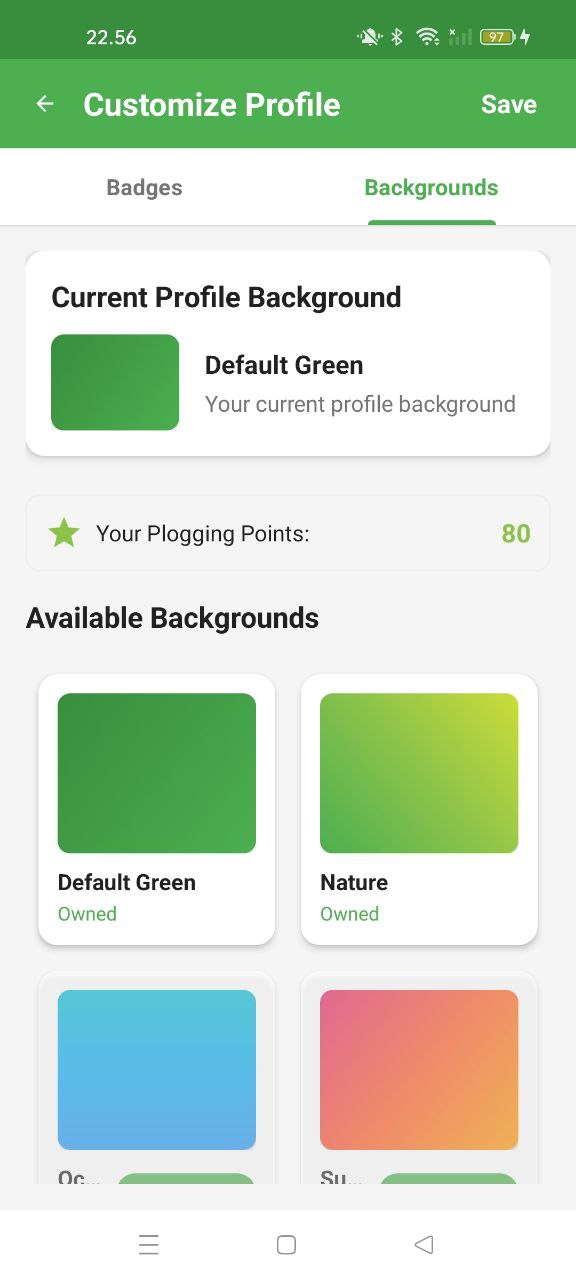 22.56
97
Customize Profile
Save
Badges
Backgrounds
Current Profile Background
Default Green
Your current profile background
Your Plogging Points:
80
Available Backgrounds
Default Green
Nature
Owned
Owned
Oc...
Su...